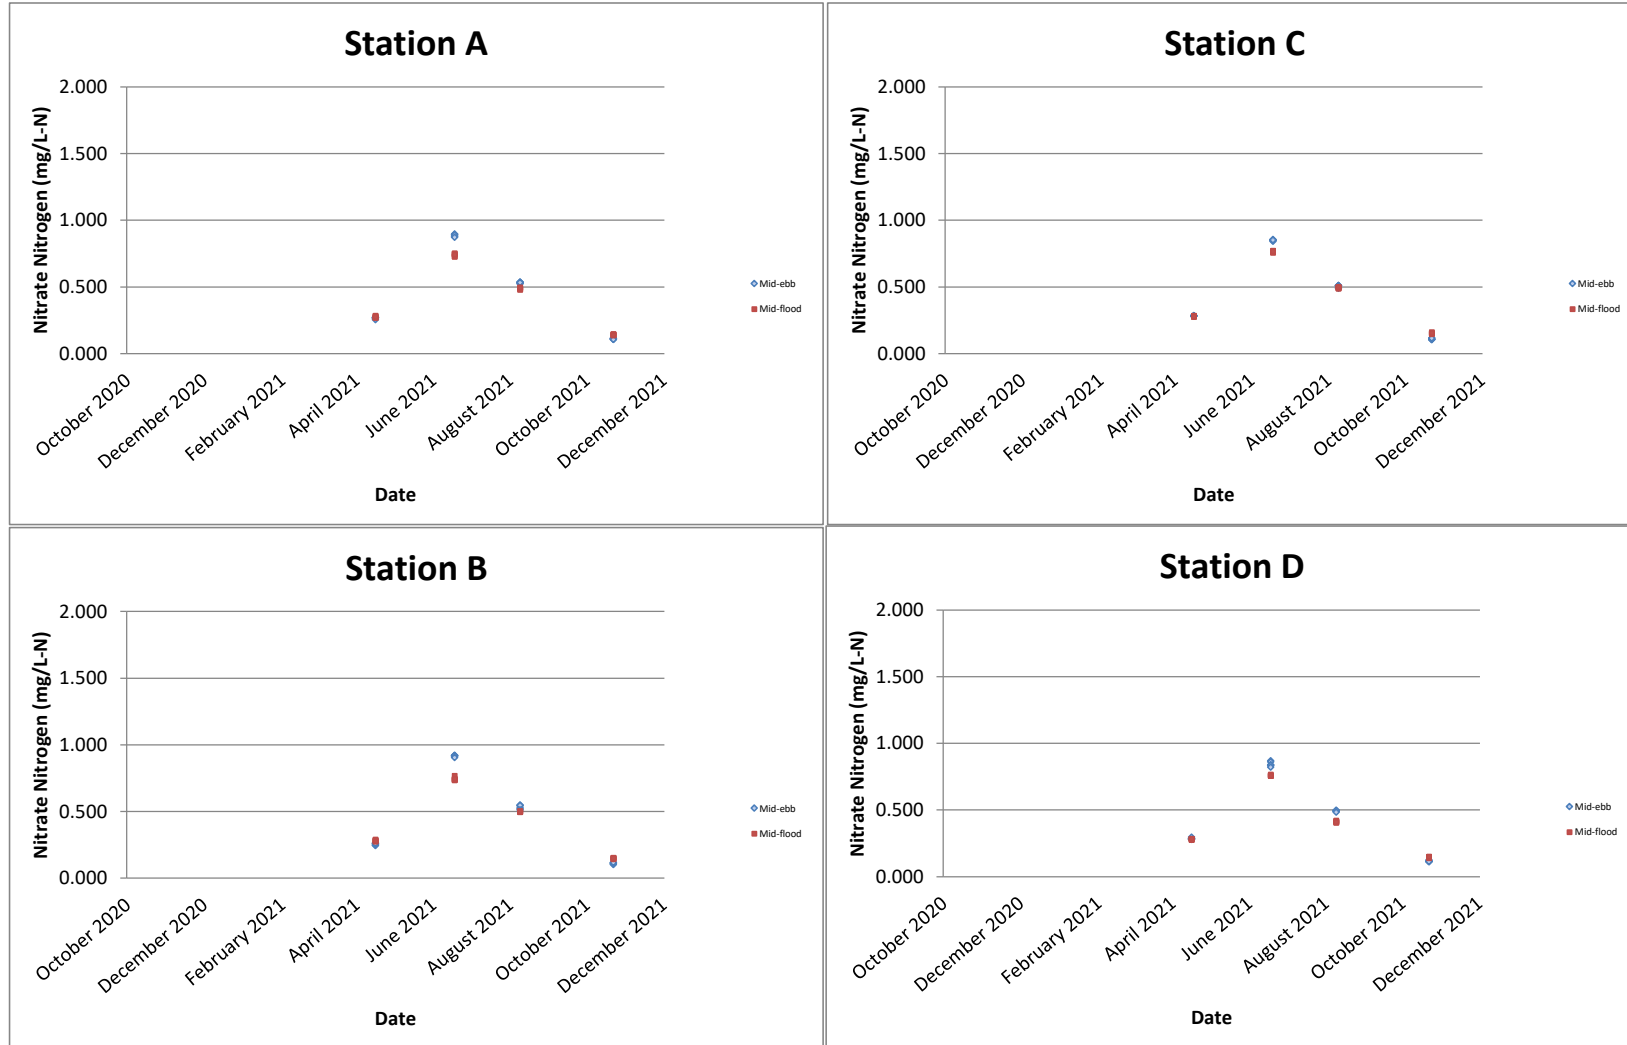 Station A
Nitrate Nitrogen (mg/L-N)
2.000
1.500
1.000
0.500
0.000
October 2020
December 2020
February 2021
April 2021
June 2021
August 2021
October 2021
December 2021
Date
Mid-ebb
Mid-flood
Station C
Nitrate Nitrogen (mg/L-N)
2.000
1.500
1.000
0.500
0.000
October 2020
December 2020
February 2021
April 2021
June 2021
August 2021
October 2021
December 2021
Date
Mid-ebb
Mid-flood
Station B
Nitrate Nitrogen (mg/L-N)
2.000
1.500
1.000
0.500
0.000
October 2020
December 2020
February 2021
April 2021
June 2021
August 2021
October 2021
December 2021
Date
Mid-ebb
Mid-flood
Station D
Nitrate Nitrogen (mg/L-N)
2.000
1.500
1.000
0.500
0.000
October 2020
December 2020
February 2021
April 2021
June 2021
August 2021
October 2021
December 2021
Date
Mid-ebb
Mid-flood